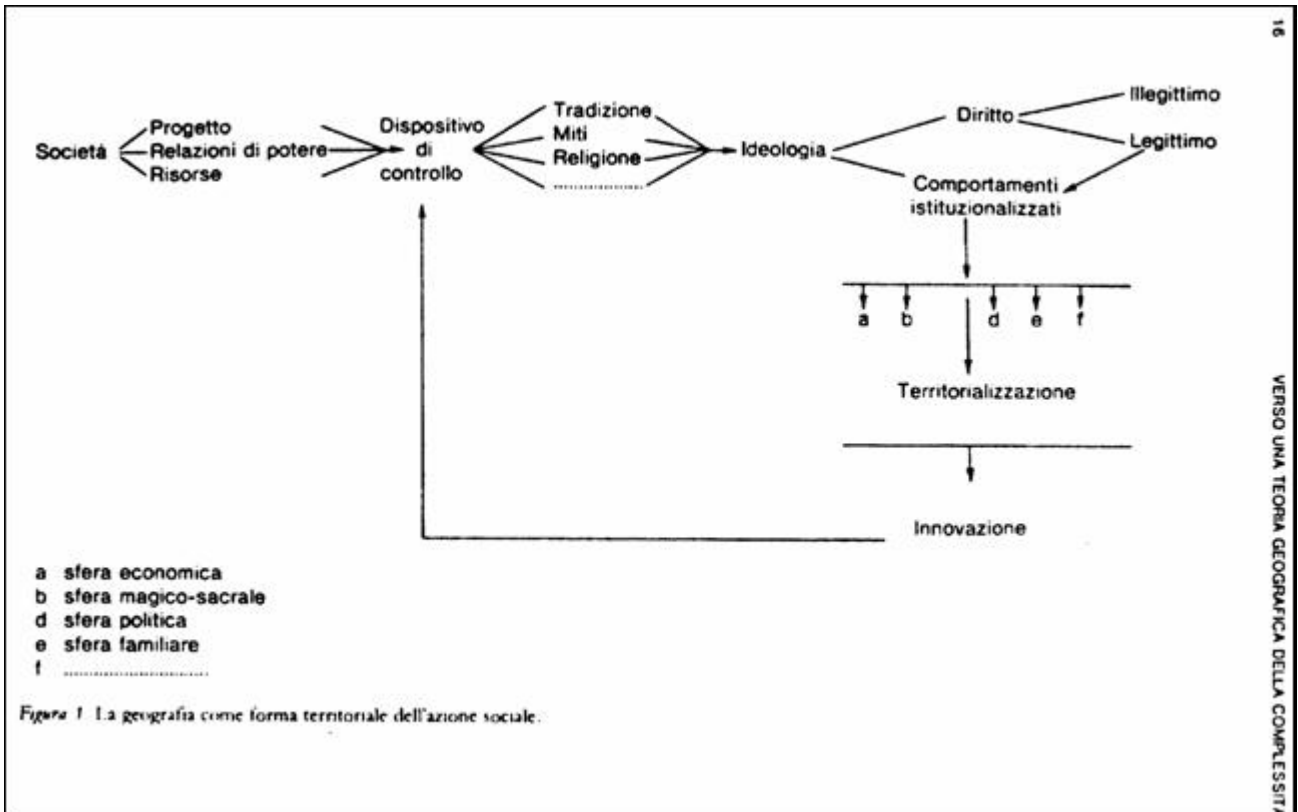 16
VERSO UNA TEORIA GEOGRAFICA DELLA COMPLESSITÀ
Società
Progetto
Relazioni di potere
Risorse
Dispositivo
di
controllo
Tradizione
Miti
Religione
......................
Ideologia
Diritto
Illegittimo
Legittimo
Comportamenti
istituzionalizzati
a b d e f
Territorializzazione
Innovazione
a sfera economica
b sfera magico-sacrale
d sfera politica
e sfera familiare
f ..........................
Figura 1 La geografia come forma territoriale dell'azione sociale.